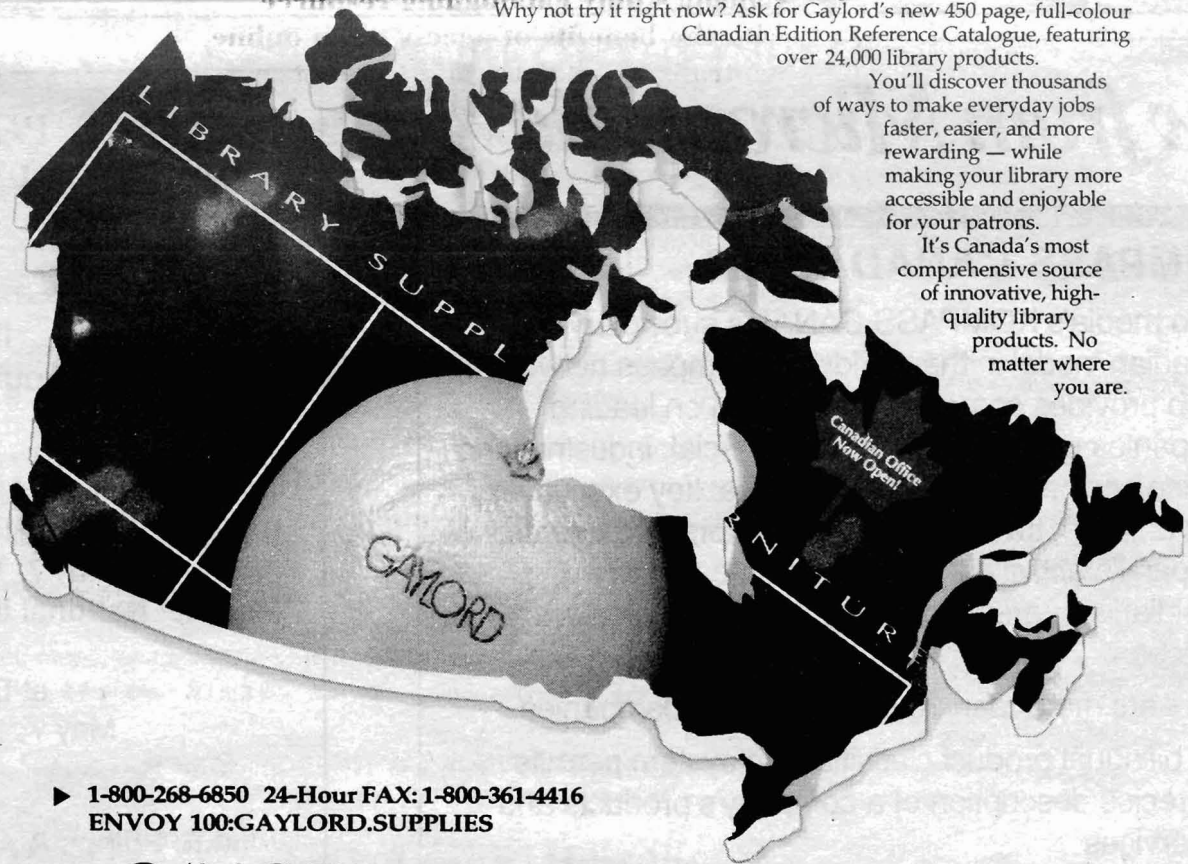 Why not try it right now? Ask for Gaylord's new 450 page, full-colour
Canadian Edition Reference Catalogue, featuring
over 24,000 library products.
You'll discover thousands
of ways to make everyday jobs
faster, easier, and more
rewarding — while
making your library more
accessible and enjoyable
for your patrons.
It's Canada's most
comprehensive source
of innovative, high-
quality library
products. No
matter where
you are.
LIBRARY SUPPL
Canadian Office
Now Open!
GAYLORD
RNITURE
▶ 1-800-268-6850 24-Hour FAX: 1-800-361-4416
ENVOY 100:GAYLORD.SUPPLIES